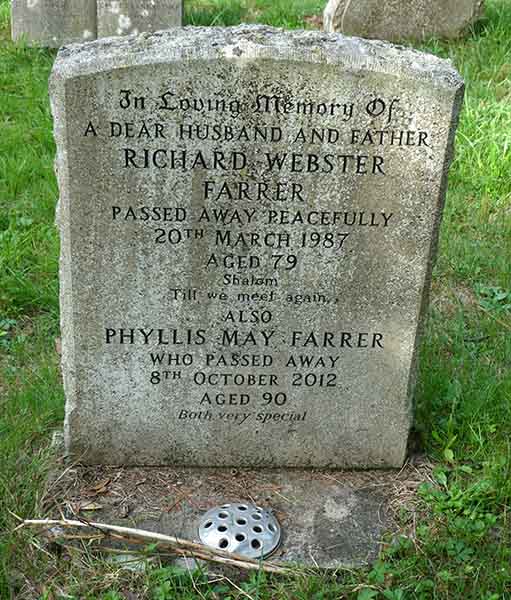 In Loving Memory Of
A DEAR HUSBAND AND FATHER
RICHARD WEBSTER
FARRER
PASSED AWAY PEACEFULLY
20TH MARCH 1987
AGED 79
Shalom
Till we meet again,
ALSO
PHYLLIS MAY FARRER
WHO PASSED AWAY
8TH OCTOBER 2012
AGED 90
Both very special